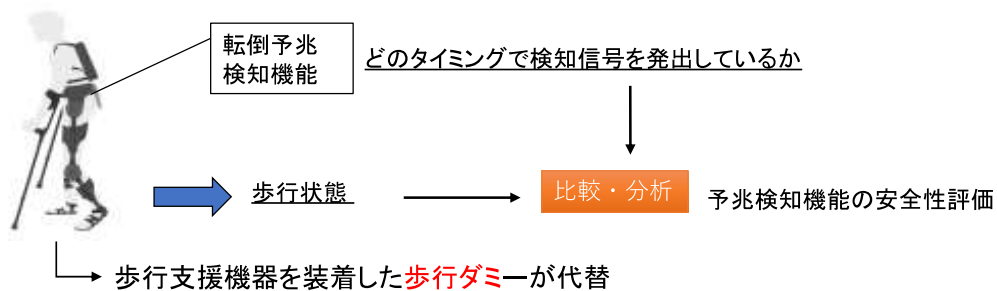 転倒予兆
検知機能
どのタイミングで検知信号を発出しているか
歩行状態
比較・分析
予兆検知機能の安全性評価
歩行支援機器を装着した歩行ダミーが代替